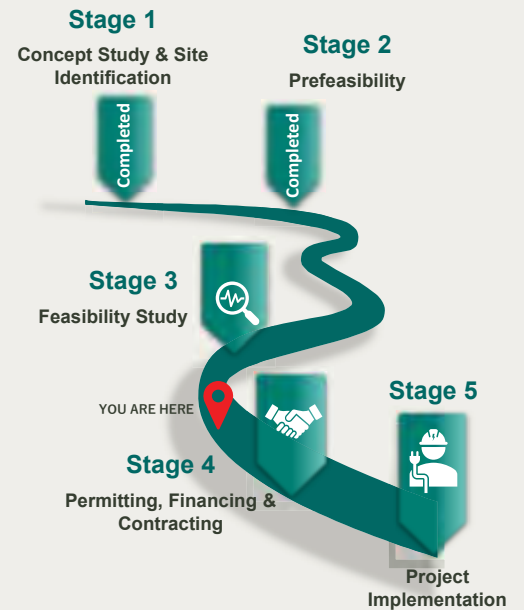 Stage 1
Concept Study & Site
Identification
Completed
Stage 2
Prefeasibility
Completed
Stage 3
Feasibility Study
YOU ARE HERE
Stage 4
Permitting, Financing &
Contracting
Stage 5
Project
Implementation